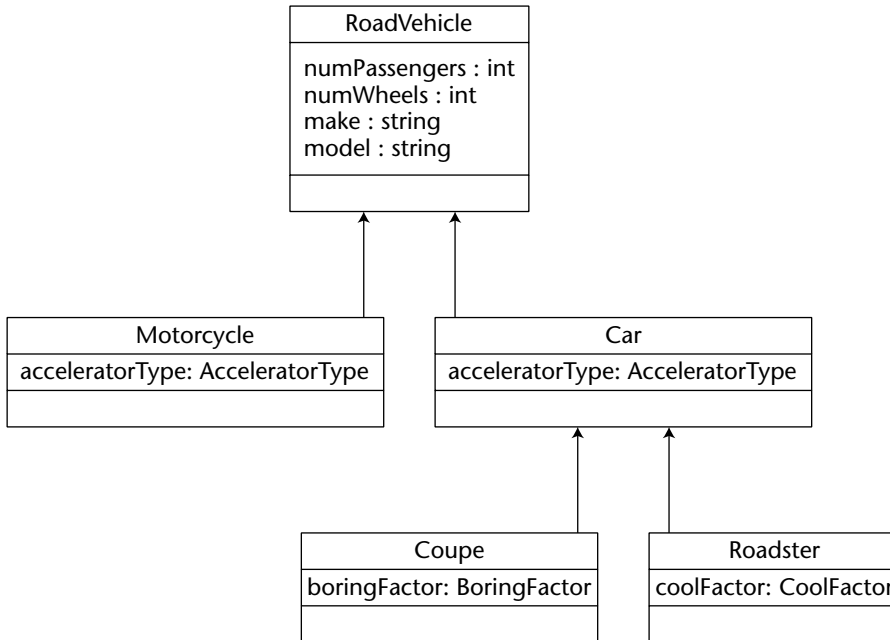 RoadVehicle
numPassengers : int
numWheels : int
make : string
model : string
Motorcycle
acceleratorType: AcceleratorType
Car
acceleratorType: AcceleratorType
Coupe
boringFactor: BoringFactor
Roadster
coolFactor: CoolFactor